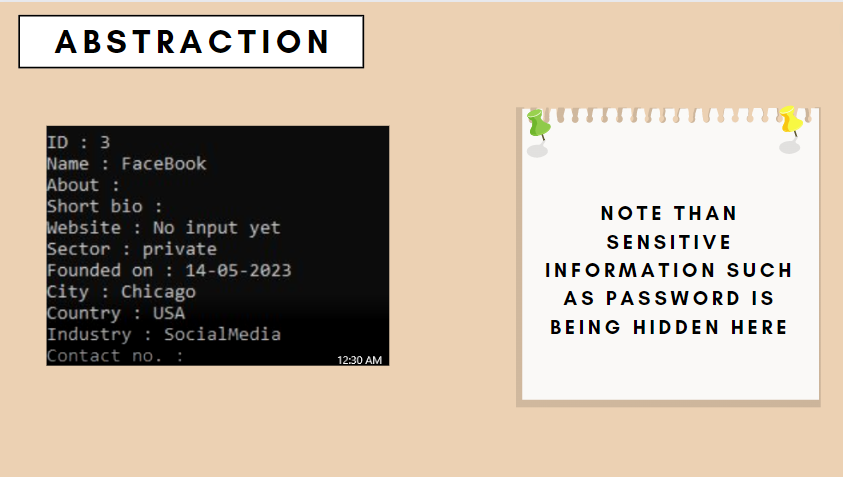 ABSTRACTION
ID : 3
Name : FaceBook
About :
Short bio :
Website : No input yet
Sector : private
Founded on : 14-05-2023
City : Chicago
Country : USA
Industry : SocialMedia
Contact no. :
12:30 AM
NOTE THAN
SENSITIVE
INFORMATION SUCH
AS PASSWORD IS
BEING HIDDEN HERE